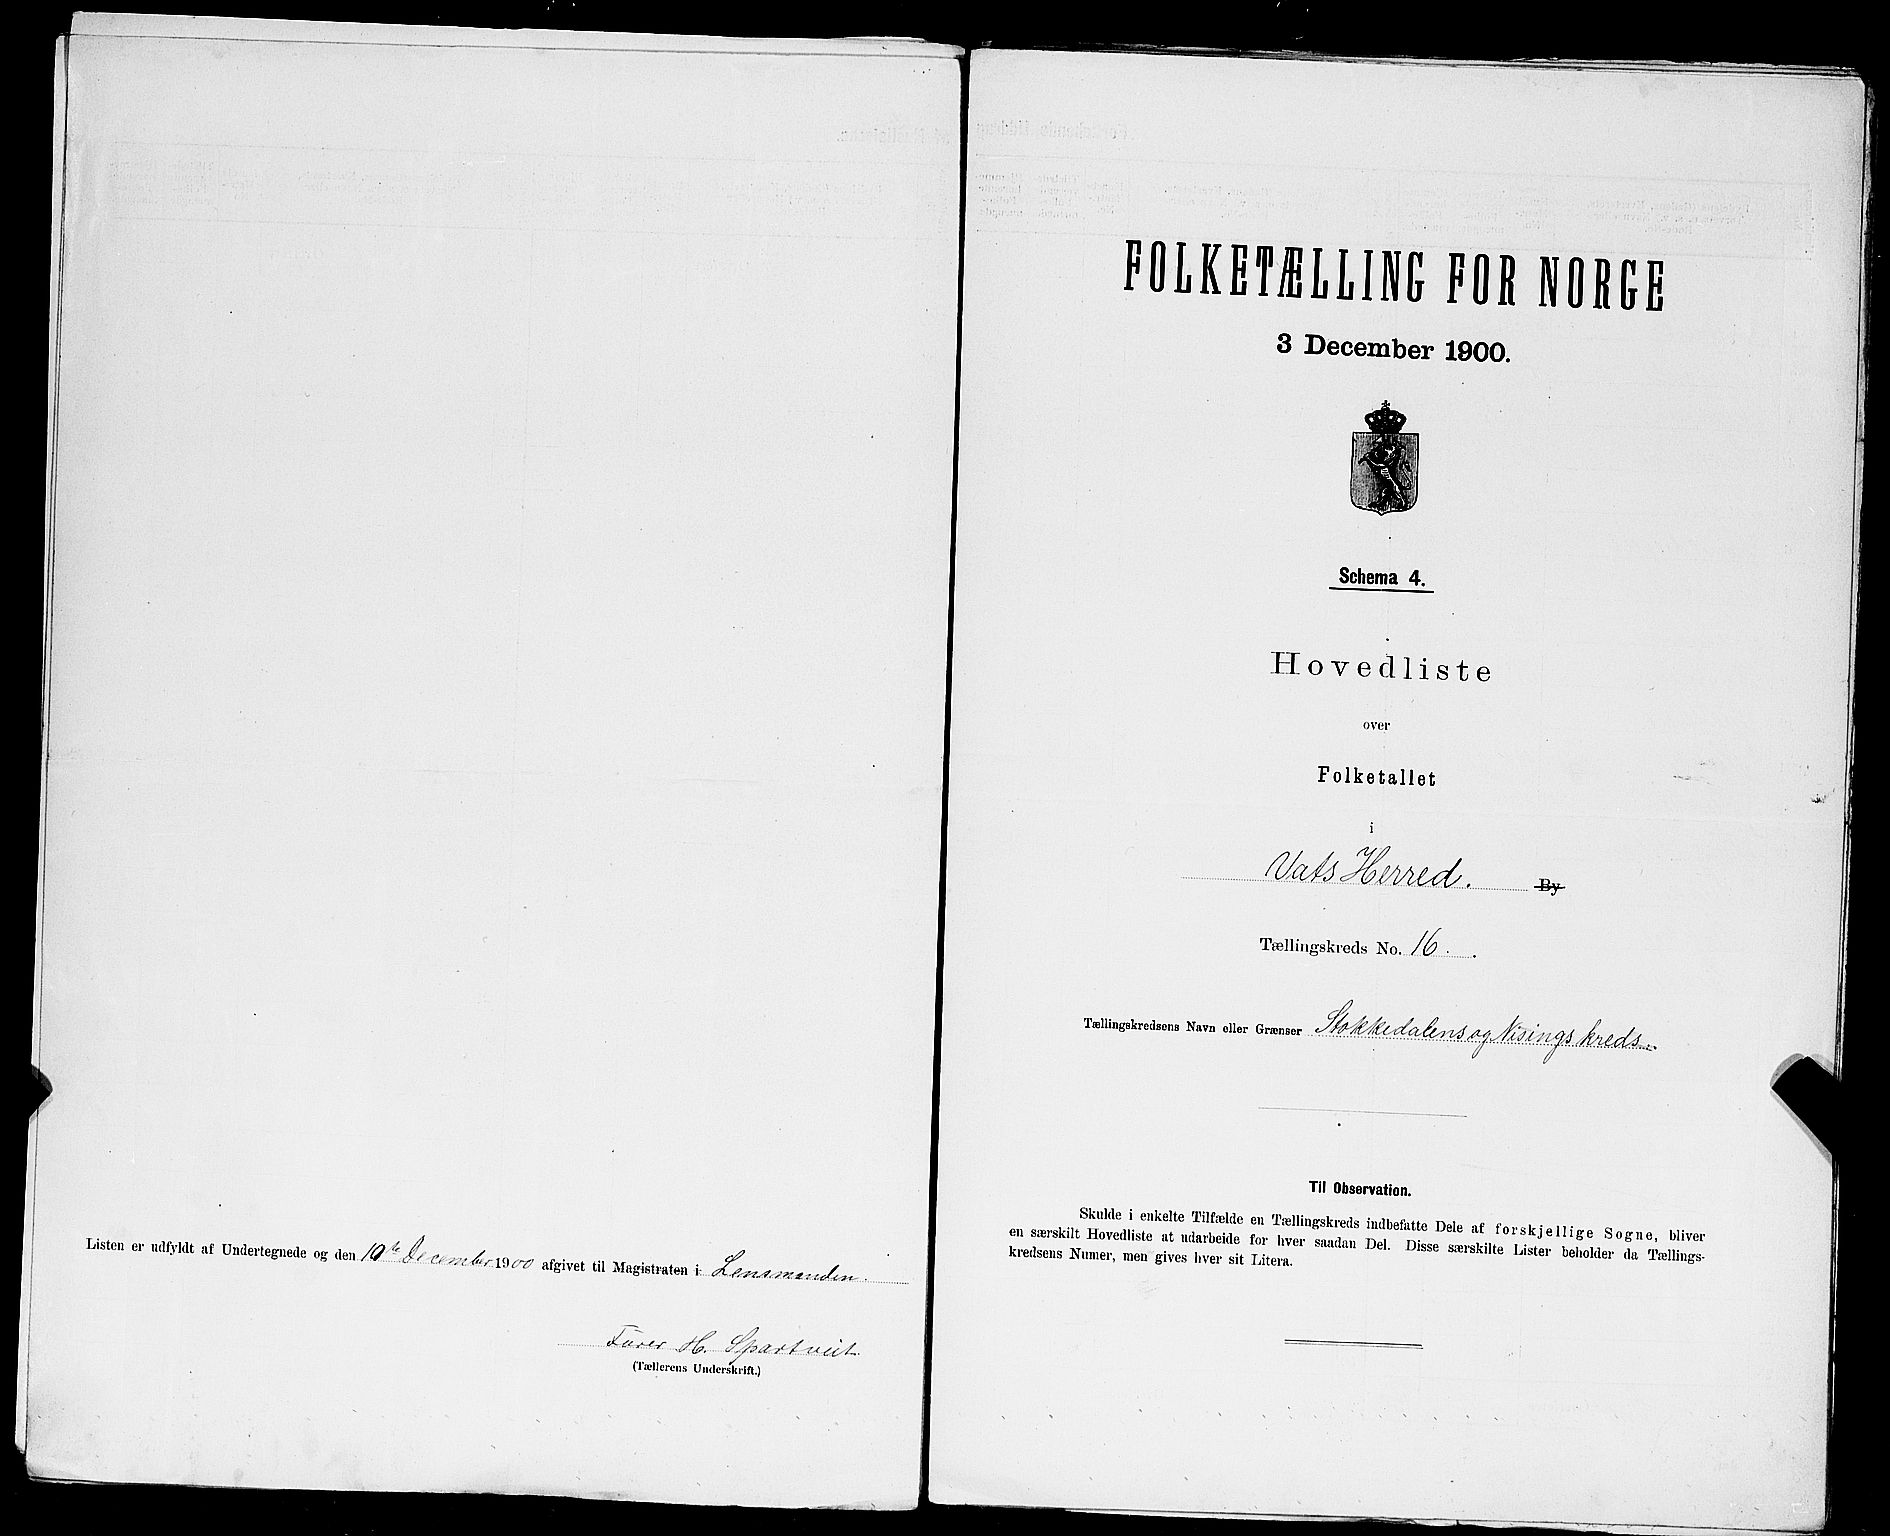 Listen er udfyldt af Undertegnede og den 10de December 1900 afgivet til Magistraten i Lensmanden.
H. Spartveit
(Tællerens Underskrift.)
FOLKETÆLLING FOR NORGE
3 December 1900.
Schema 4.
Hovedliste
over
Folketallet
i
Vats Herred. By
Tællingskreds No. 16.
Tællingskredsens Navn eller Grænser Stokkedalens og Nisings kreds.
Til Observation.
Skulde i enkelte Tilfælde en Tællingskreds indbefatte Dele af forskjellige Sogne, bliver
en særskilt Hovedliste at udarbeide for hver saadan Del. Disse særskilte Lister beholder da Tællings-
kredsens Numer, men gives hver sit Litera.